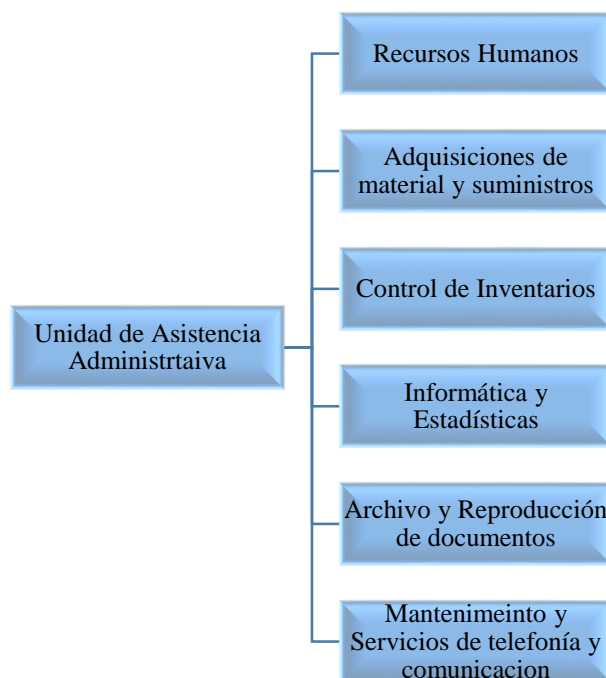 Recursos Humanos
Adquisiciones de
material y suministros
Control de Inventarios
Unidad de Asistencia
Administrtaiva
Informática y
Estadísticas
Archivo y Reproducción
de documentos
Mantenimeinto y
Servicios de telefonía y
comunicacion